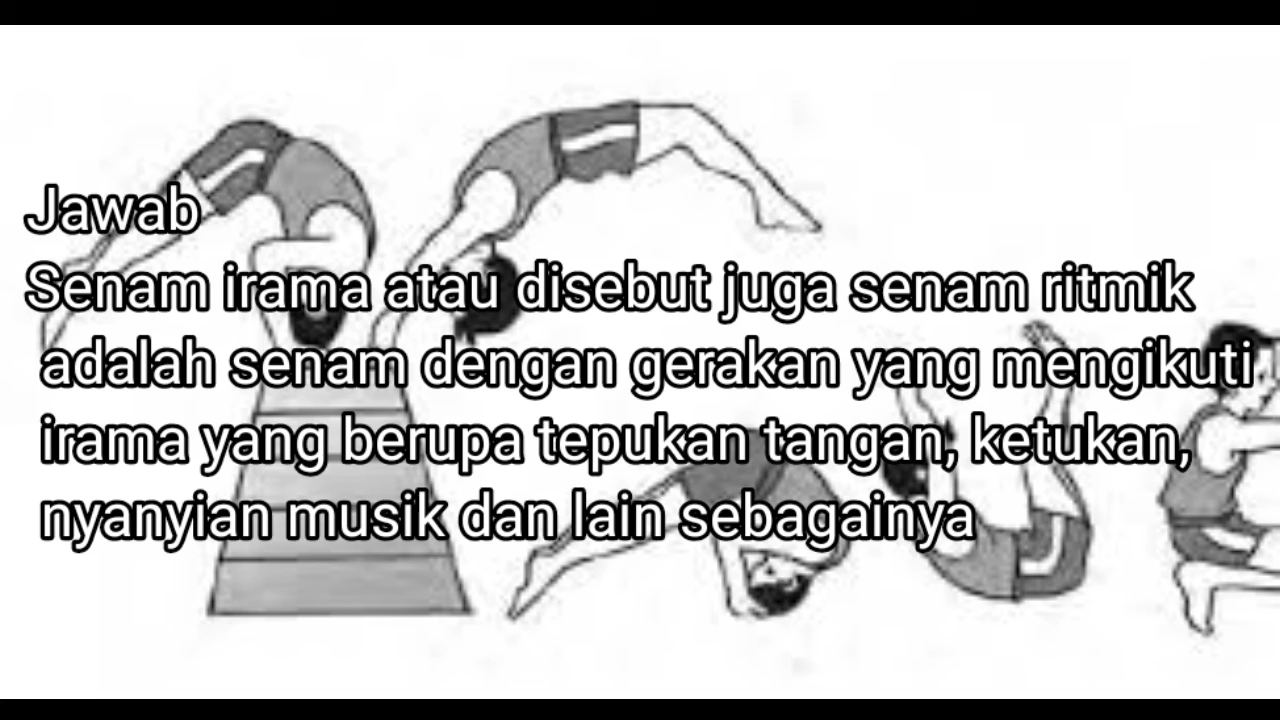 Jawab
Senam irama atau disebut juga senam ritmik
adalah senam dengan gerakan yang mengikuti
irama yang berupa tepukan tangan, ketukan,
nyanyian musik dan lain sebagainya